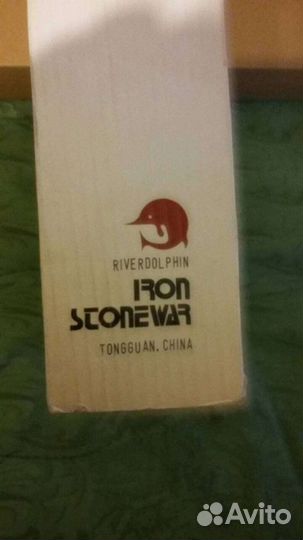 RIVERDOLPHIN
IRON
STONEWAR
TONGGUAN. CHINA
Avito